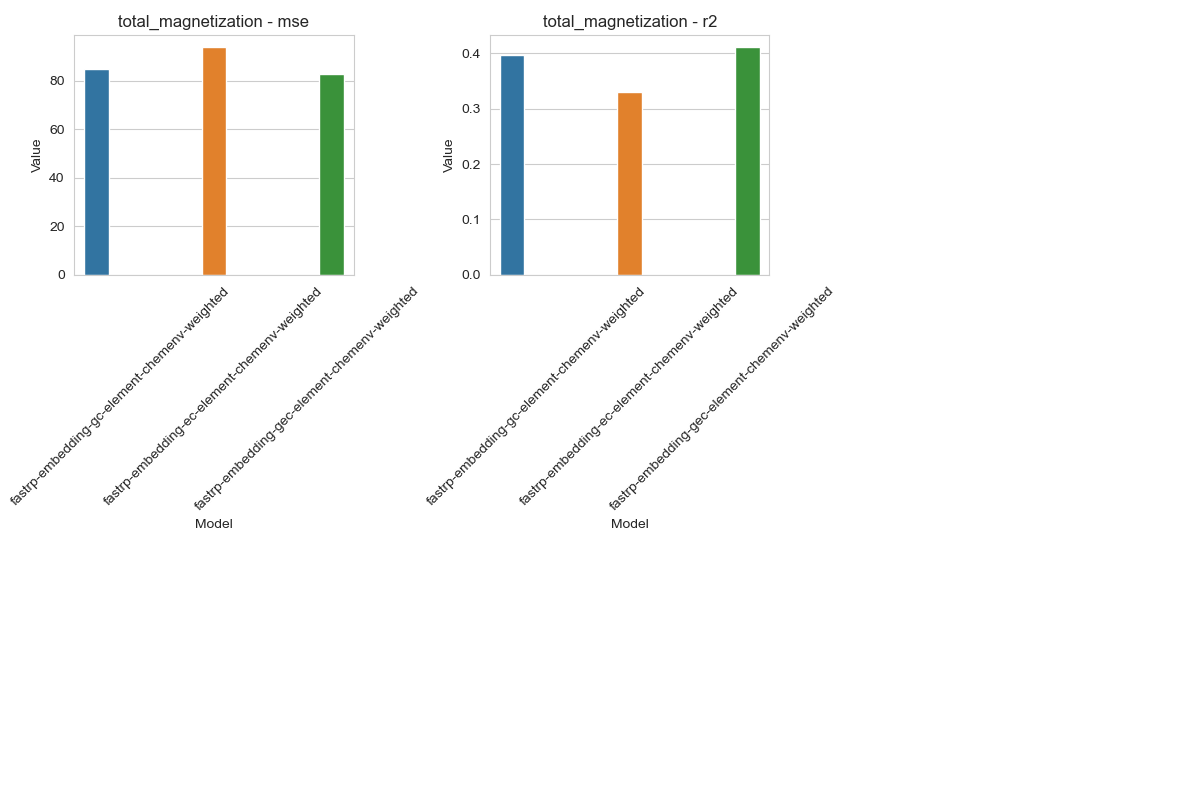 total_magnetization - mse
Value
80
60
40
20
0
fastrp-embedding-gc-element-chemenv-weighted
fastrp-embedding-ec-element-chemenv-weighted
fastrp-embedding-gec-element-chemenv-weighted
Model
total_magnetization - r2
Value
0.4
0.3
0.2
0.1
0.0
fastrp-embedding-gc-element-chemenv-weighted
fastrp-embedding-ec-element-chemenv-weighted
fastrp-embedding-gec-element-chemenv-weighted
Model